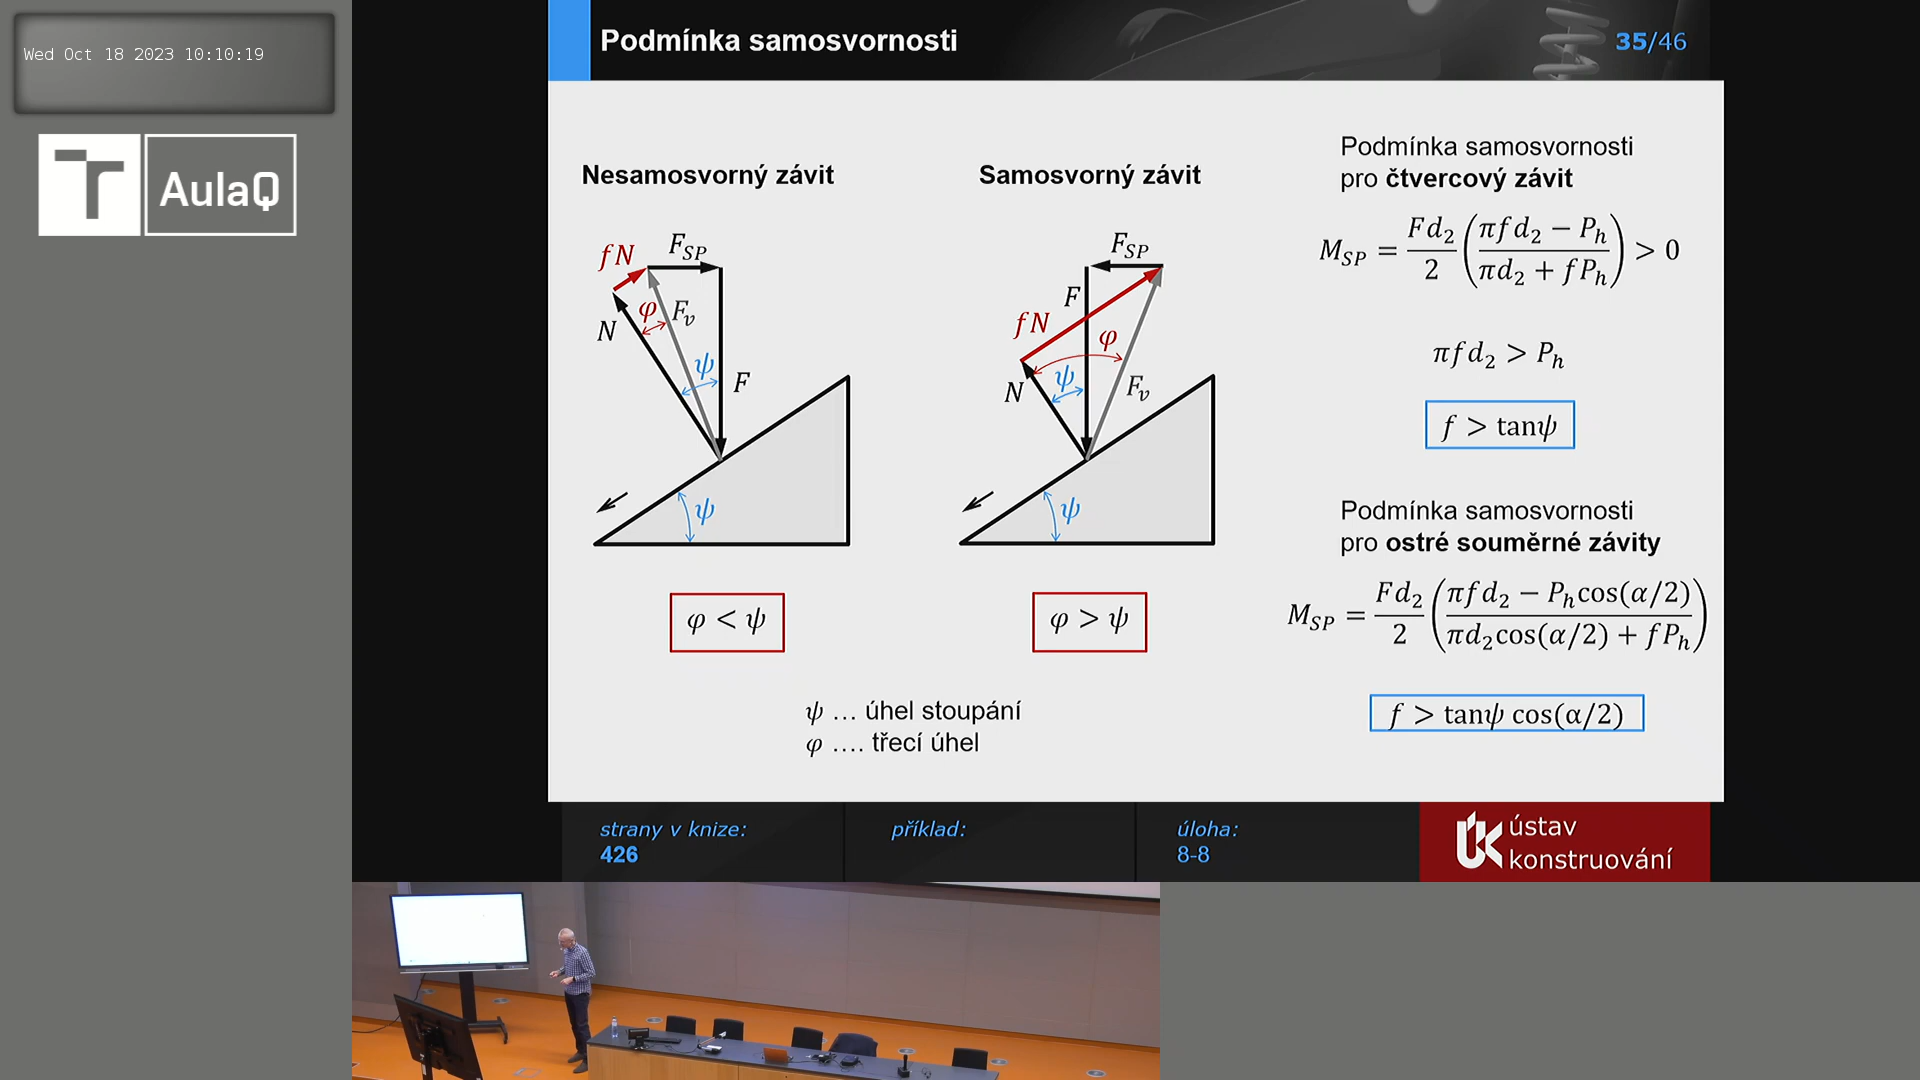 Wed Oct 18 2023 10:10:19
AulaQ
Podmínka samosvornosti
35/46
Nesamosvorný závit
fN
F_SP
φ
F_v
N
ψ
F
ψ
φ < ψ
Samosvorný závit
F_SP
F
fN
φ
ψ
N
F_v
ψ
φ > ψ
ψ … úhel stoupání
φ …. třecí úhel
Podmínka samosvornosti
pro čtvercový závit
M_SP = Fd_2/2 (πfd_2 − P_h / πd_2 + fP_h) > 0
πfd_2 > P_h
f > tanψ
Podmínka samosvornosti
pro ostré souměrné závity
M_SP = Fd_2/2 (πfd_2 − P_h cos(α/2) / πd_2 cos(α/2) + fP_h)
f > tanψ cos(α/2)
strany v knize:
426
příklad:
úloha:
8-8
ústav
konstruování